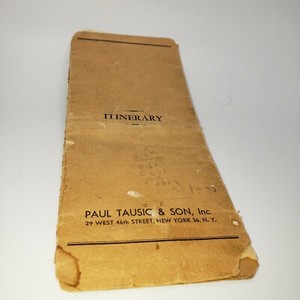 ITINERARY
PAUL TAUSIG & SON, Inc.
29 WEST 46th STREET, NEW YORK 36, N. Y.